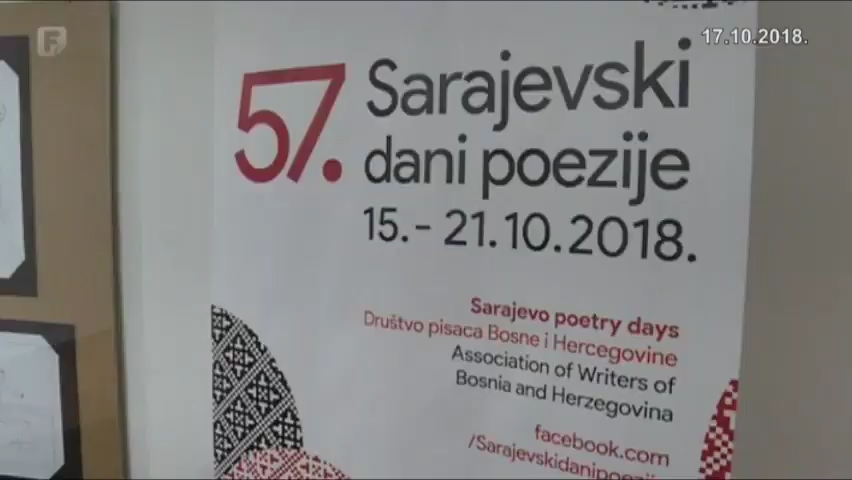 17.10.2018.
57. Sarajevski
dani poezije
15. - 21.10.2018.
Sarajevo poetry days
Društvo pisaca Bosne i Hercegovine
Association of Writers of
Bosnia and Herzegovina
facebook.com